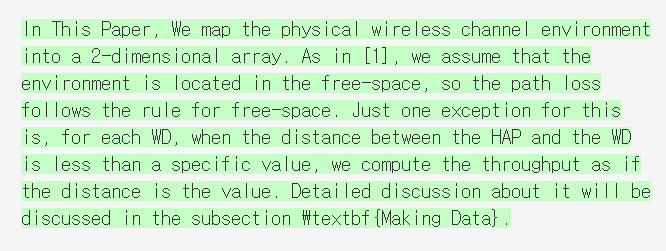 In This Paper, We map the physical wireless channel environment
into a 2-dimensional array. As in [1], we assume that the
environment is located in the free-space, so the path loss
follows the rule for free-space. Just one exception for this
is, for each WD, when the distance between the HAP and the WD
is less than a specific value, we compute the throughput as if
the distance is the value. Detailed discussion about it will be
discussed in the subsection ₩textbf{Making Data}.